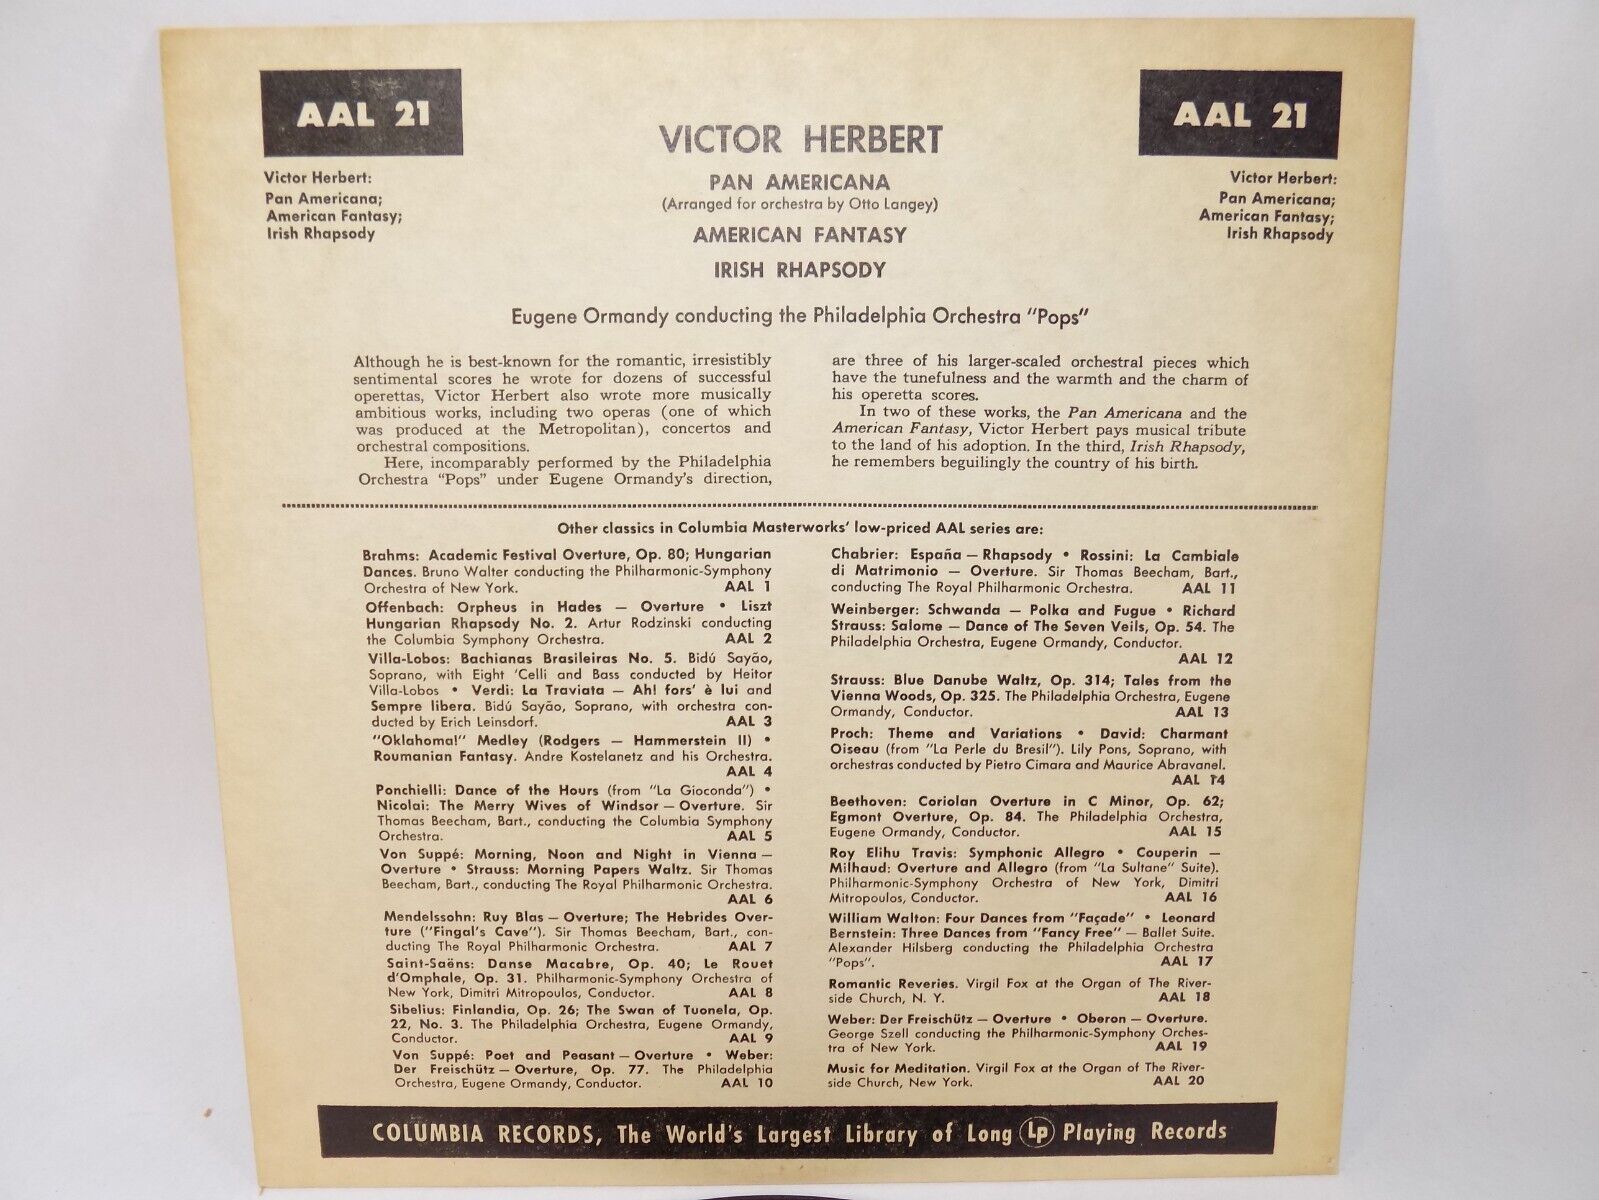 AAL 21
Victor Herbert:
Pan Americana;
American Fantasy;
Irish Rhapsody
VICTOR HERBERT
PAN AMERICANA
(Arranged for orchestra by Otto Langey)
AMERICAN FANTASY
IRISH RHAPSODY
Eugene Ormandy conducting the Philadelphia Orchestra "Pops"
AAL 21
Victor Herbert:
Pan Americana;
American Fantasy;
Irish Rhapsody
Although he is best-known for the romantic, irresistibly
sentimental scores he wrote for dozens of successful
operettas, Victor Herbert also wrote more musically
ambitious works, including two operas (one of which
was produced at the Metropolitan), concertos and
orchestral compositions.
Here, incomparably performed by the Philadelphia
Orchestra "Pops" under Eugene Ormandy's direction,
are three of his larger-scaled orchestral pieces which
have the tunefulness and the warmth and the charm of
his operetta scores.
In two of these works, the Pan Americana and the
American Fantasy, Victor Herbert pays musical tribute
to the land of his adoption. In the third, Irish Rhapsody,
he remembers beguilingly the country of his birth.
Other classics in Columbia Masterworks' low-priced AAL series are:
Brahms: Academic Festival Overture, Op. 80; Hungarian
Dances. Bruno Walter conducting the Philharmonic-Symphony
Orchestra of New York. AAL 1
Offenbach: Orpheus in Hades — Overture • Liszt
Hungarian Rhapsody No. 2. Artur Rodzinski conducting
the Columbia Symphony Orchestra. AAL 2
Villa-Lobos: Bachianas Brasileiras No. 5. Bidú Sayão,
Soprano, with Eight 'Celli and Bass conducted by Heitor
Villa-Lobos • Verdi: La Traviata — Ah! fors' è lui and
Sempre libera. Bidú Sayão, Soprano, with orchestra con-
ducted by Erich Leinsdorf. AAL 3
"Oklahoma!" Medley (Rodgers — Hammerstein II) •
Roumanian Fantasy. Andre Kostelanetz and his Orchestra.
AAL 4
Ponchielli: Dance of the Hours (from "La Gioconda") •
Nicolai: The Merry Wives of Windsor — Overture. Sir
Thomas Beecham, Bart., conducting the Columbia Symphony
Orchestra. AAL 5
Von Suppé: Morning, Noon and Night in Vienna —
Overture • Strauss: Morning Papers Waltz. Sir Thomas
Beecham, Bart., conducting The Royal Philharmonic Orchestra.
AAL 6
Mendelssohn: Ruy Blas — Overture; The Hebrides Over-
ture ("Fingal's Cave"). Sir Thomas Beecham, Bart., con-
ducting The Royal Philharmonic Orchestra. AAL 7
Saint-Saëns: Danse Macabre, Op. 40; Le Rouet
d'Omphale, Op. 31. Philharmonic-Symphony Orchestra of
New York, Dimitri Mitropoulos, Conductor. AAL 8
Sibelius: Finlandia, Op. 26; The Swan of Tuonela, Op.
22, No. 3. The Philadelphia Orchestra, Eugene Ormandy,
Conductor. AAL 9
Von Suppé: Poet and Peasant — Overture • Weber:
Der Freischütz — Overture, Op. 77. The Philadelphia
Orchestra, Eugene Ormandy, Conductor. AAL 10
Chabrier: España — Rhapsody • Rossini: La Cambiale
di Matrimonio — Overture. Sir Thomas Beecham, Bart.,
conducting The Royal Philharmonic Orchestra. AAL 11
Weinberger: Schwanda — Polka and Fugue • Richard
Strauss: Salome — Dance of The Seven Veils, Op. 54. The
Philadelphia Orchestra, Eugene Ormandy, Conductor.
AAL 12
Strauss: Blue Danube Waltz, Op. 314; Tales from the
Vienna Woods, Op. 325. The Philadelphia Orchestra, Eugene
Ormandy, Conductor. AAL 13
Proch: Theme and Variations • David: Charmant
Oiseau (from "La Perle du Bresil"). Lily Pons, Soprano, with
orchestras conducted by Pietro Cimara and Maurice Abravanel.
AAL 14
Beethoven: Coriolan Overture in C Minor, Op. 62;
Egmont Overture, Op. 84. The Philadelphia Orchestra,
Eugene Ormandy, Conductor. AAL 15
Roy Elihu Travis: Symphonic Allegro • Couperin —
Milhaud: Overture and Allegro (from "La Sultane" Suite).
Philharmonic-Symphony Orchestra of New York, Dimitri
Mitropoulos, Conductor. AAL 16
William Walton: Four Dances from "Façade" • Leonard
Bernstein: Three Dances from "Fancy Free" — Ballet Suite.
Alexander Hilsberg conducting the Philadelphia Orchestra
"Pops". AAL 17
Romantic Reveries. Virgil Fox at the Organ of The River-
side Church, N. Y. AAL 18
Weber: Der Freischütz — Overture • Oberon — Overture.
George Szell conducting the Philharmonic-Symphony Orches-
tra of New York. AAL 19
Music for Meditation. Virgil Fox at the Organ of The River-
side Church, New York. AAL 20
COLUMBIA RECORDS, The World's Largest Library of Long LP Playing Records